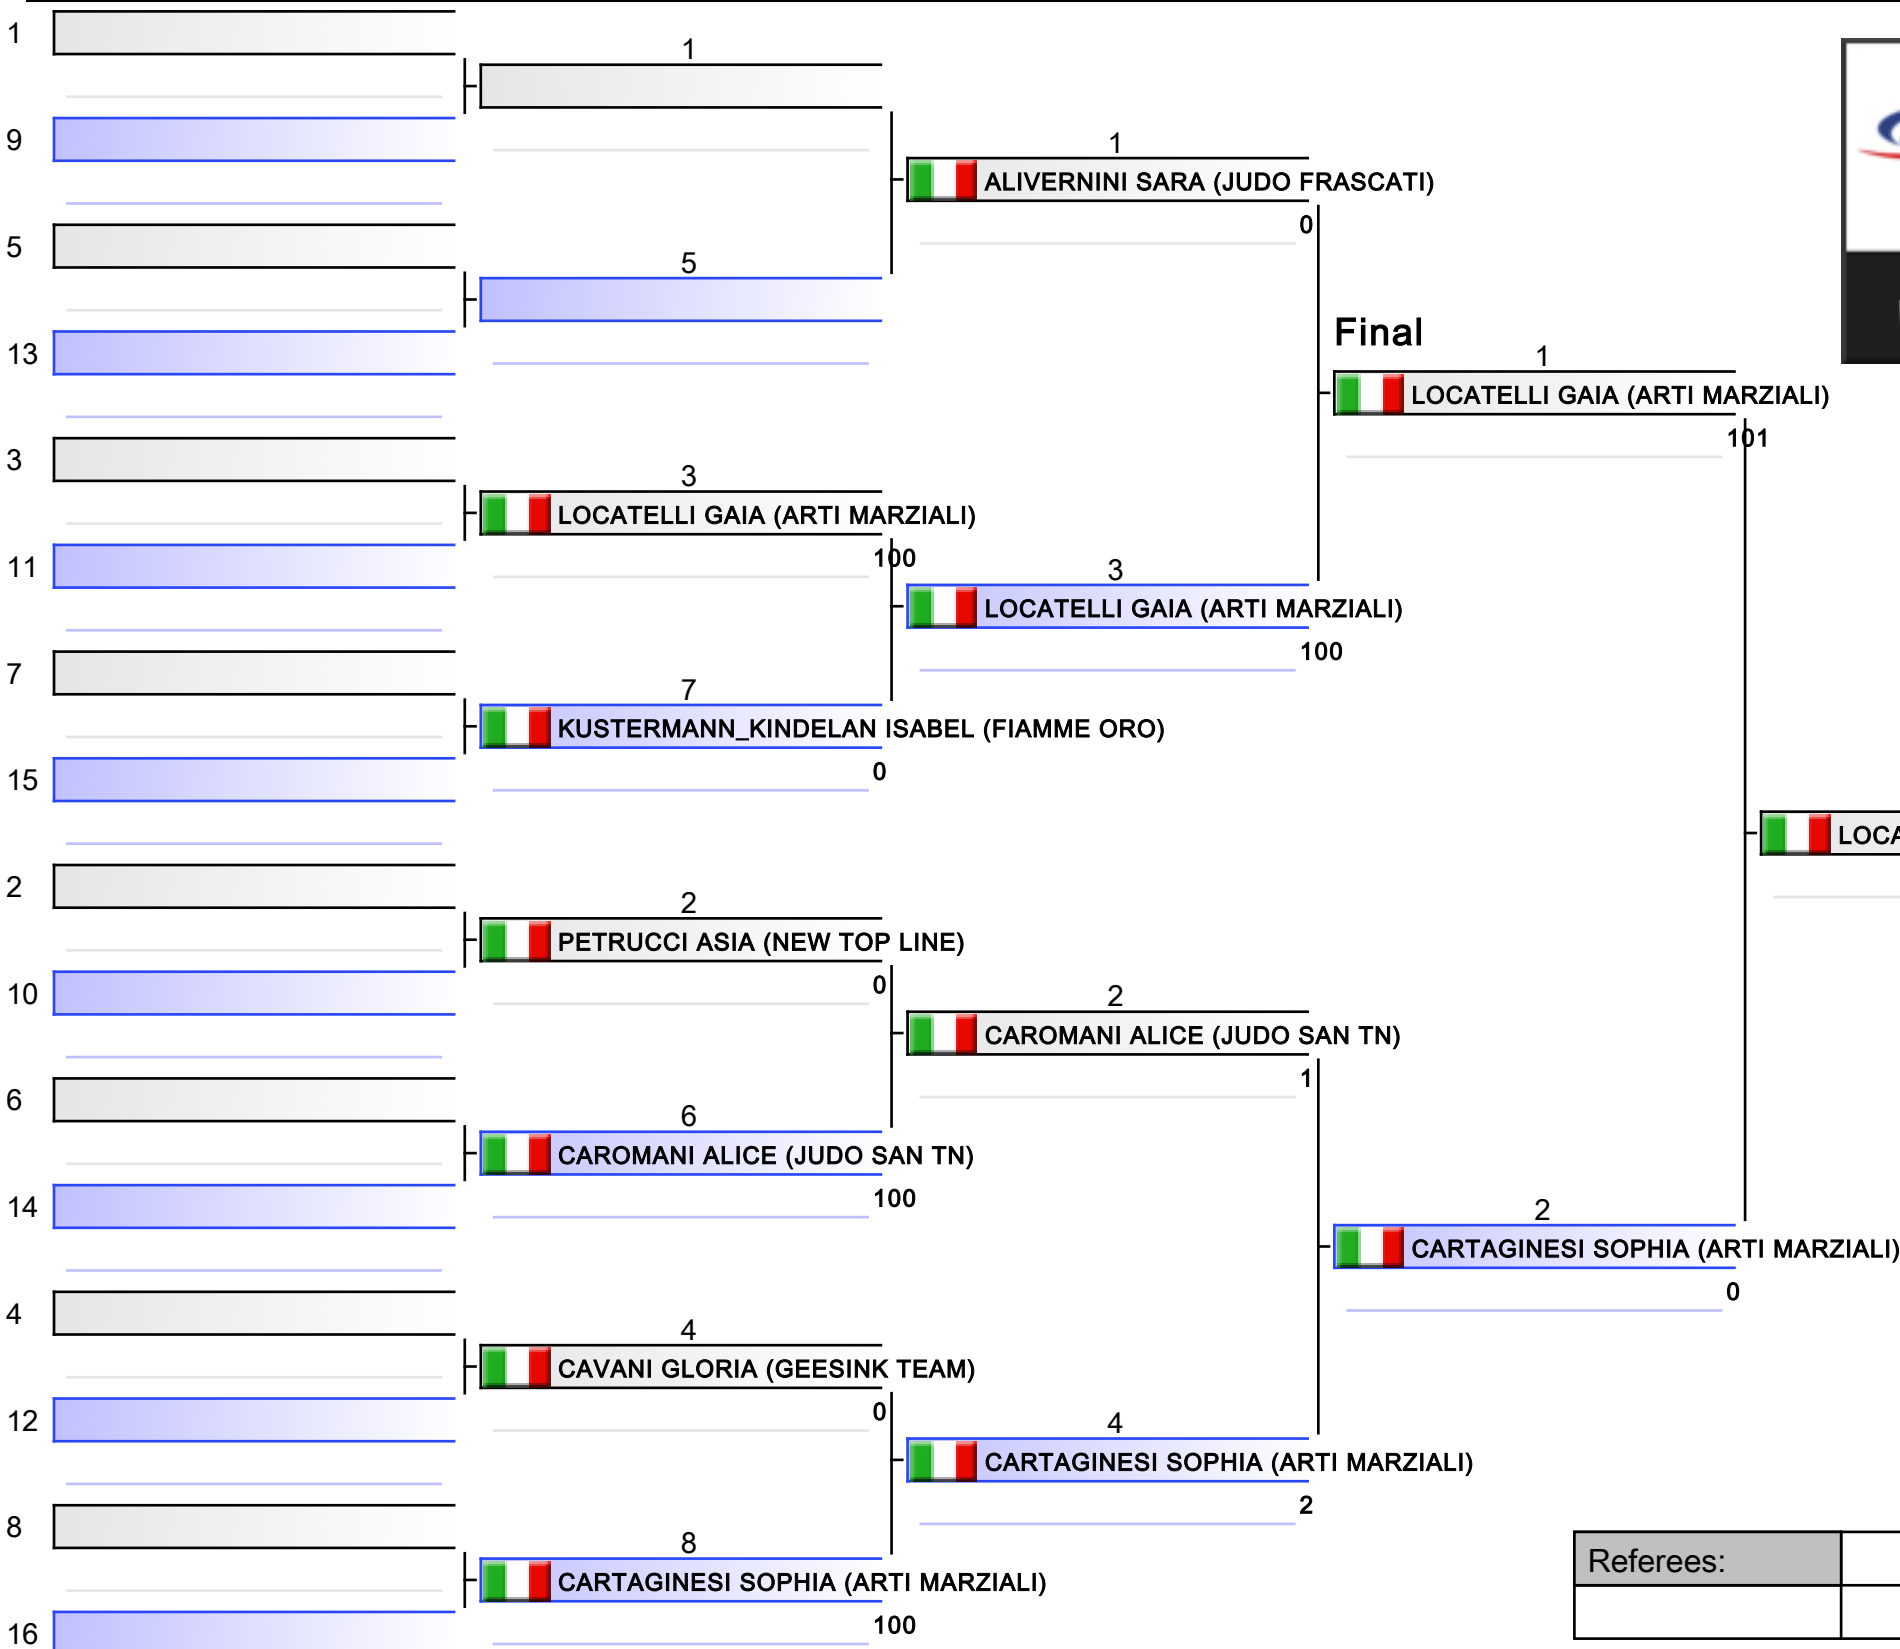 1
9
5
13
3
11
7
15
2
10
6
14
4
12
8
16
1
5
3
LOCATELLI GAIA (ARTI MARZIALI)
100
7
KUSTERMANN_KINDELAN ISABEL (FIAMME ORO)
0
2
PETRUCCI ASIA (NEW TOP LINE)
0
6
CAROMANI ALICE (JUDO SAN TN)
100
4
CAVANI GLORIA (GEESINK TEAM)
0
8
CARTAGINESI SOPHIA (ARTI MARZIALI)
100
1
ALIVERNINI SARA (JUDO FRASCATI)
0
3
LOCATELLI GAIA (ARTI MARZIALI)
100
2
CAROMANI ALICE (JUDO SAN TN)
1
4
CARTAGINESI SOPHIA (ARTI MARZIALI)
2
Final
1
LOCATELLI GAIA (ARTI MARZIALI)
101
2
CARTAGINESI SOPHIA (ARTI MARZIALI)
0
LOCA
Referees: